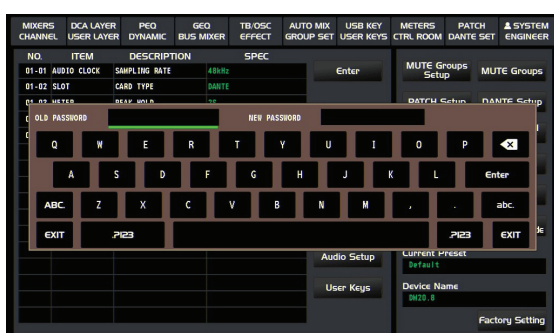 MIXERS DCA LAYER PEQ GEQ TB/OSC AUTO MIX USB KEY METERS PATCH SYSTEM
CHANNEL USER LAYER DYNAMIC BUS MIXER EFFECT GROUP SET USER KEYS CTRL ROOM DANTE SET ENGINEER
NO. ITEM DESCRIPTION SPEC
01-01 AUDIO CLOCK SAMPLING RATE 48kHz
Enter
MUTE Groups Setup
MUTE Groups
01-02 SLOT CARD TYPE DANTE
01-03 METER PEAK HOLD 2S
PATCH Setup DANTE Setup
OLD PASSWORD NEW PASSWORD
Q W E R T Y U I O P
A S D F G H J K L Enter
ABC. Z X C V B N M , . abc.
EXIT .?123 .?123 EXIT
Audio Setup
Current Preset
Default
User Keys
Device Name
DM20.8
Factory Setting